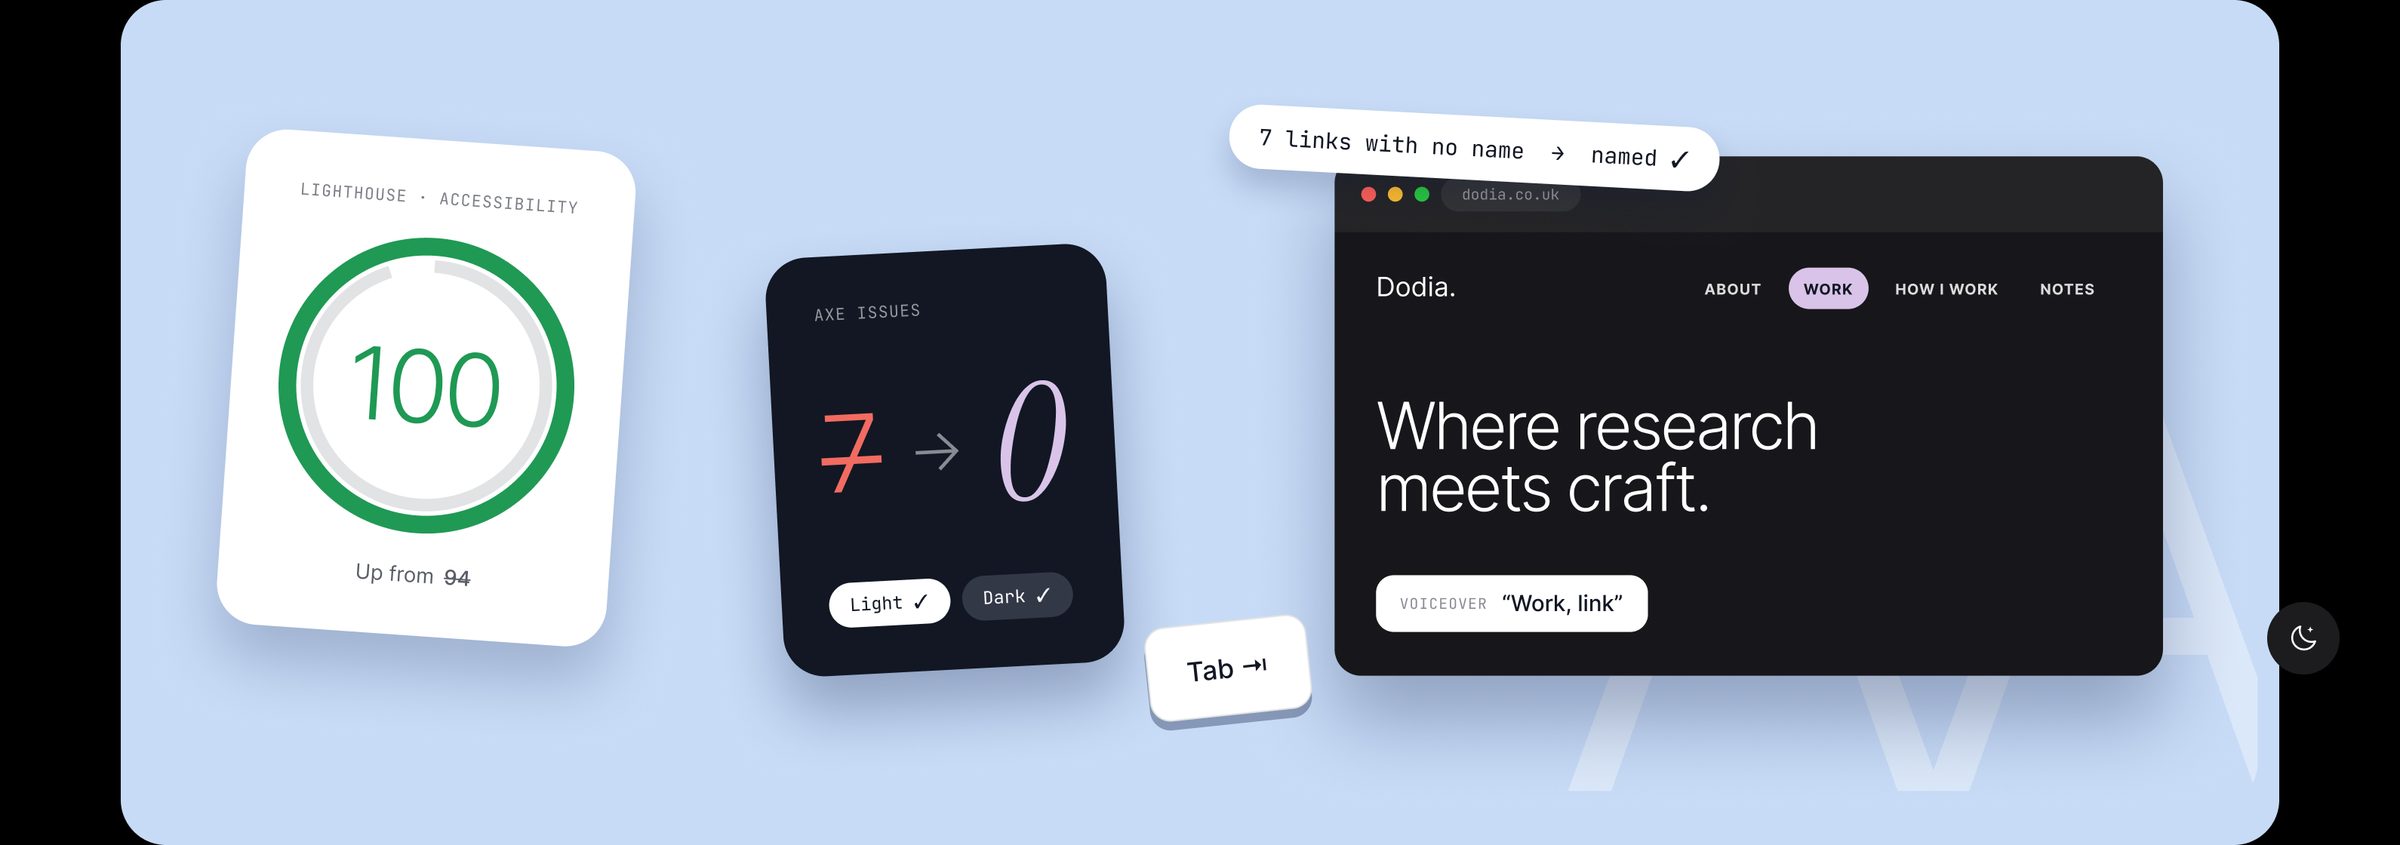 LIGHTHOUSE · ACCESSIBILITY
100
Up from 94
AXE ISSUES
7 → 0
Light ✓ Dark ✓
Tab ⇥
7 links with no name → named ✓
dodia.co.uk
Dodia.
ABOUT WORK HOW I WORK NOTES
Where research
meets craft.
VOICEOVER “Work, link”